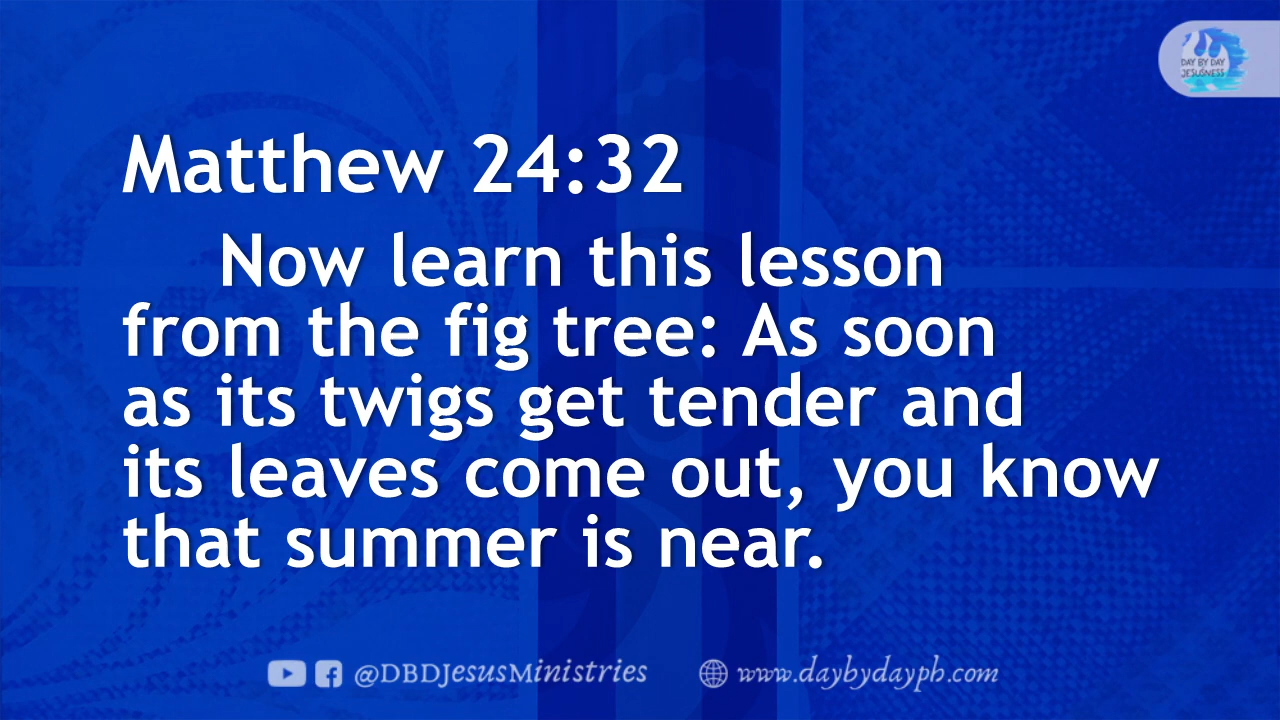 DAY BY DAY
JESUSNESS
Matthew 24:32
Now learn this lesson
from the fig tree: As soon
as its twigs get tender and
its leaves come out, you know
that summer is near.
@DBDJesusMinistries
www.daybydayph.com